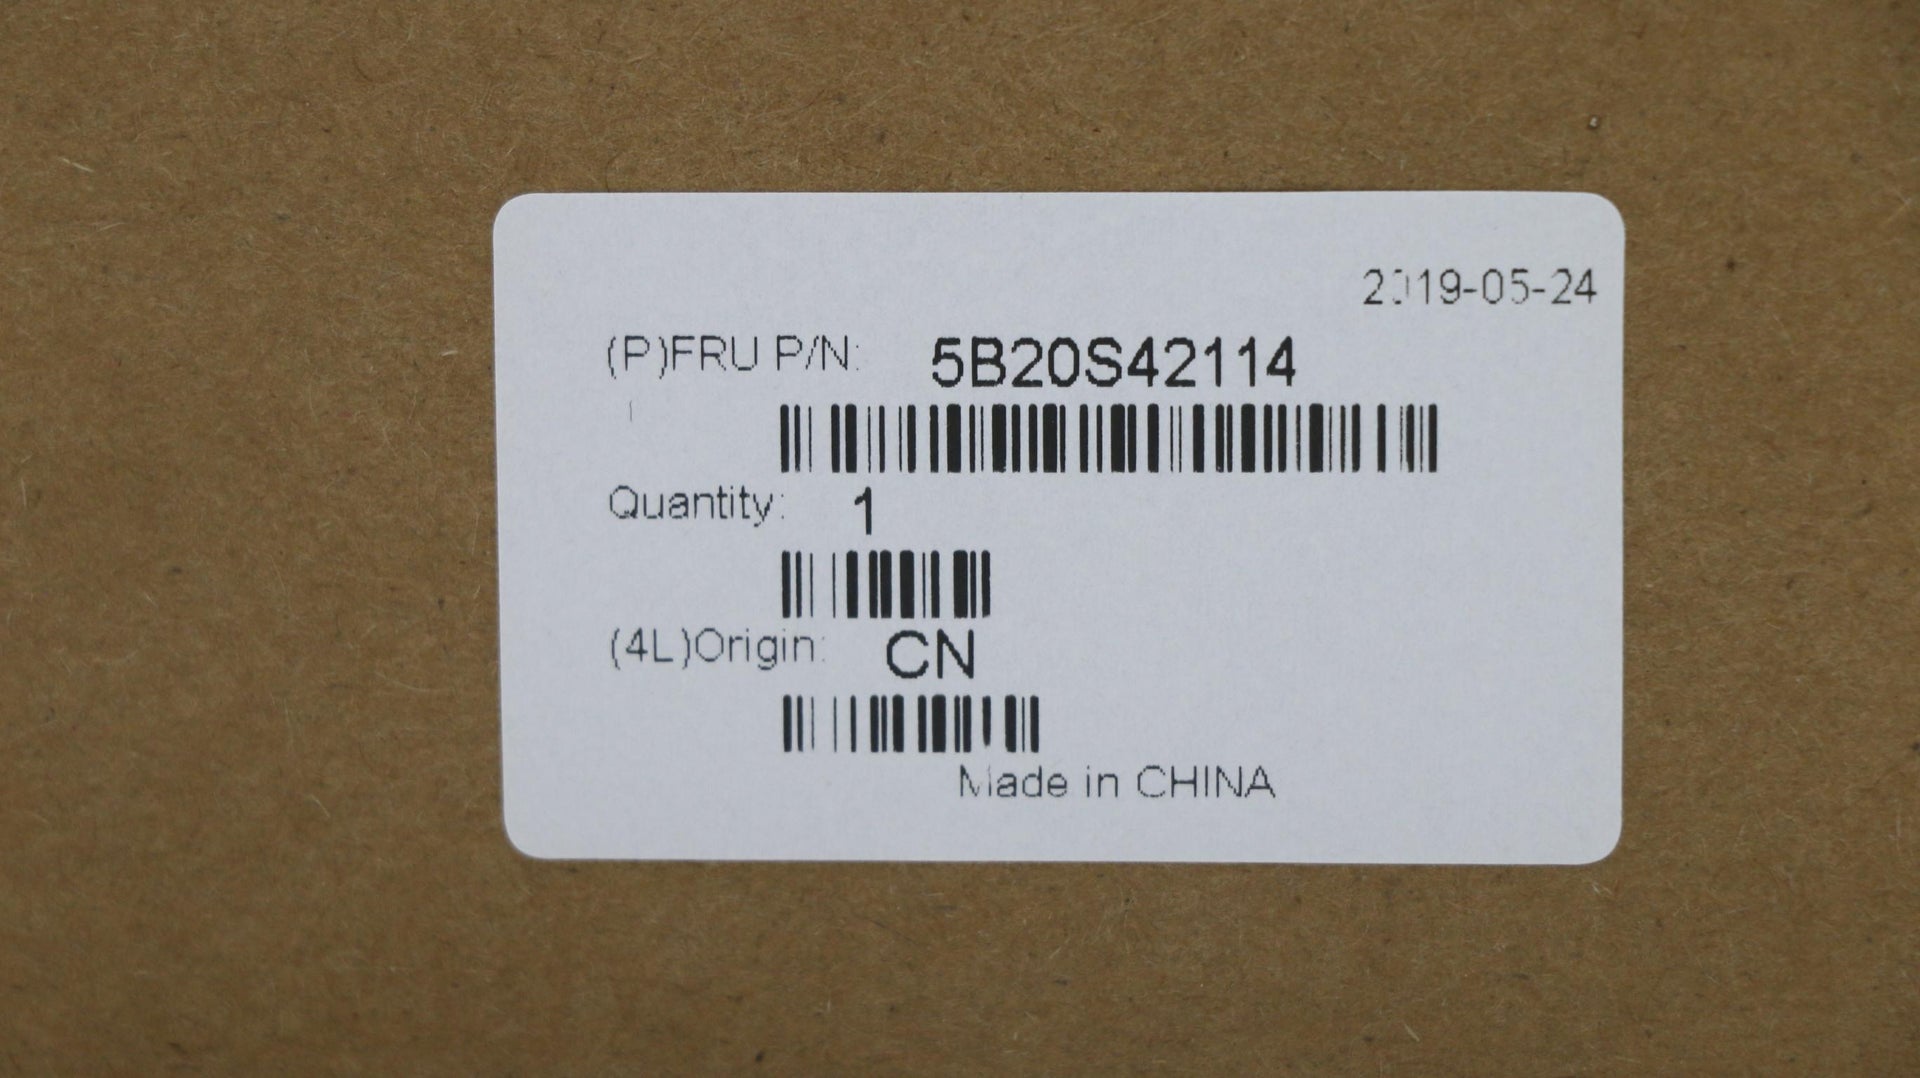 2019-05-24
(P)FRU P/N: 5B20S42114
Quantity: 1
(4L)Origin: CN
Made in CHINA